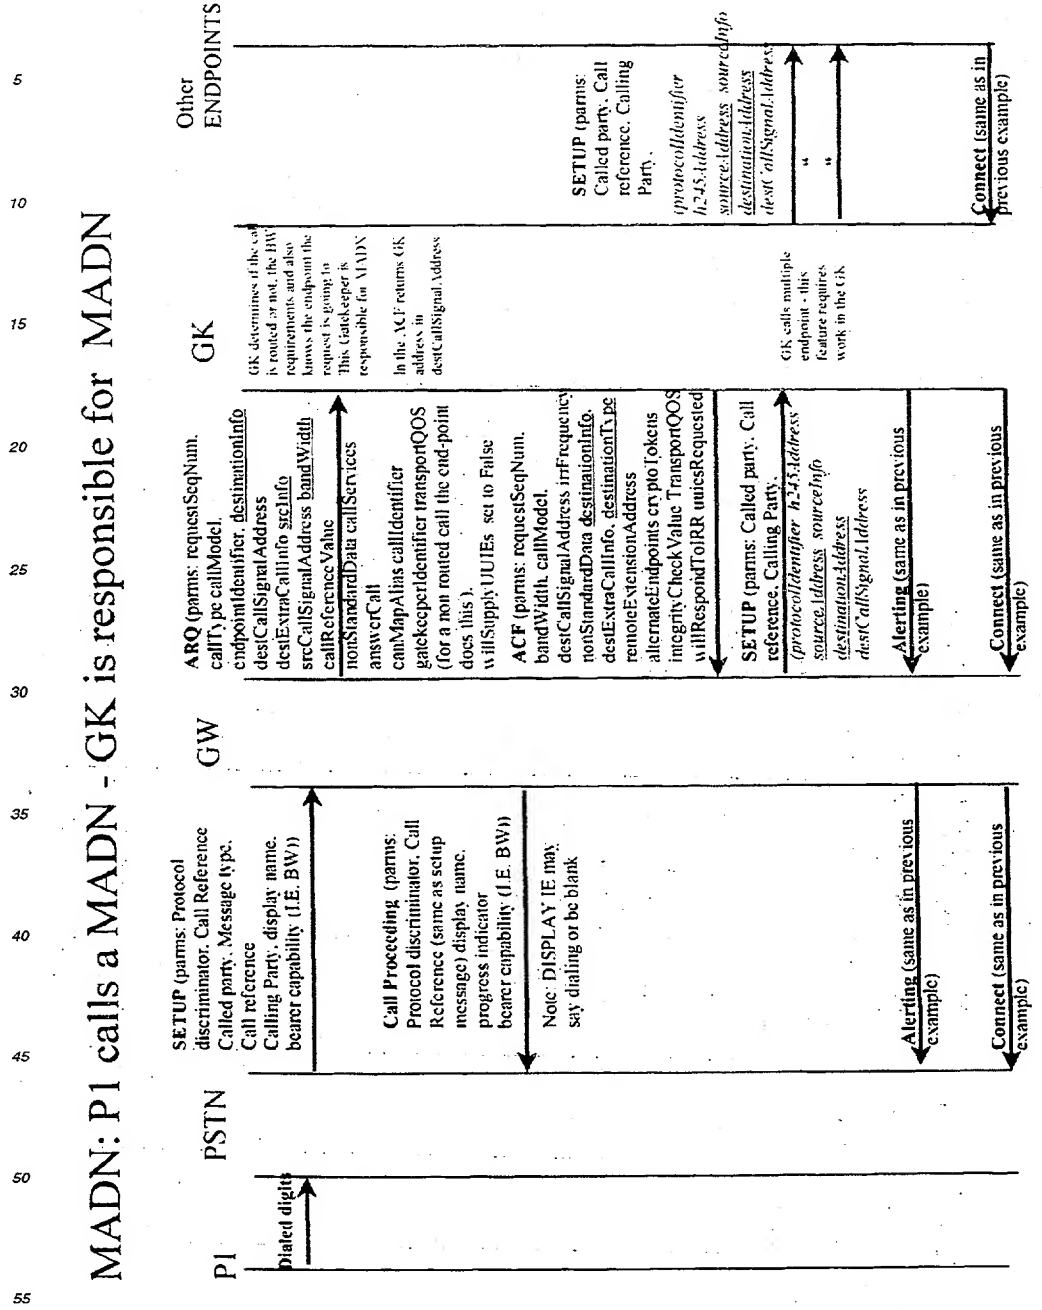 MADN: P1 calls a MADN - GK is responsible for MADN
P1
PSTN
GW
GK
Other
ENDPOINTS
Dialed digits
SETUP (parms: Protocol
discriminator, Call Reference
Called party, Message type,
Call reference
Calling Party, display name,
bearer capability (I.E. BW))
Call Proceeding (parms:
Protocol discriminator, Call
Reference (same as setup
message) display name,
progress indicator
bearer capability (I.E. BW))
Note: DISPLAY IE may
say dialing or be blank
Alerting (same as in previous
example)
Connect (same as in previous
example)
ARQ (parms: requestSeqNum,
callType callModel,
endpointIdentifier, destinationInfo
destCallSignalAddress
destExtraCallInfo srcInfo
srcCallSignalAddress bandWidth
callReferenceValue
nonStandardData callServices
answerCall
canMapAlias callIdentifier
gatekeeperIdentifier transportQOS
(for a non routed call the end-point
does this).
willSupplyUUIEs set to False
ACF (parms: requestSeqNum,
bandWidth, callModel,
destCallSignalAddress irrFrequency
nonStandardData destinationInfo,
destExtraCallInfo, destinationType
remoteExtensionAddress
alternateEndpoints cryptoTokens
integrityCheckValue TransportQOS
willRespondToIRR uuiesRequested
SETUP (parms: Called party, Call
reference, Calling Party,
(protocolIdentifier h245Address
sourceAddress sourceInfo
destinationAddress
destCallSignalAddress
Alerting (same as in previous
example)
Connect (same as in previous
example)
GK determines if the call
is routed or not, the BW
requirements and also
knows the endpoint the
request is going to
This Gatekeeper is
responsible for MADN
In the ACF returns GK
address in
destCallSignalAddress
GK calls multiple
endpoint - this
feature requires
work in the GK
SETUP (parms:
Called party, Call
reference, Calling
Party,
(protocolIdentifier
h245Address
sourceAddress sourceInfo
destinationAddress
destCallSignalAddress
"
"
Connect (same as in
previous example)
5
10
15
20
25
30
35
40
45
50
55